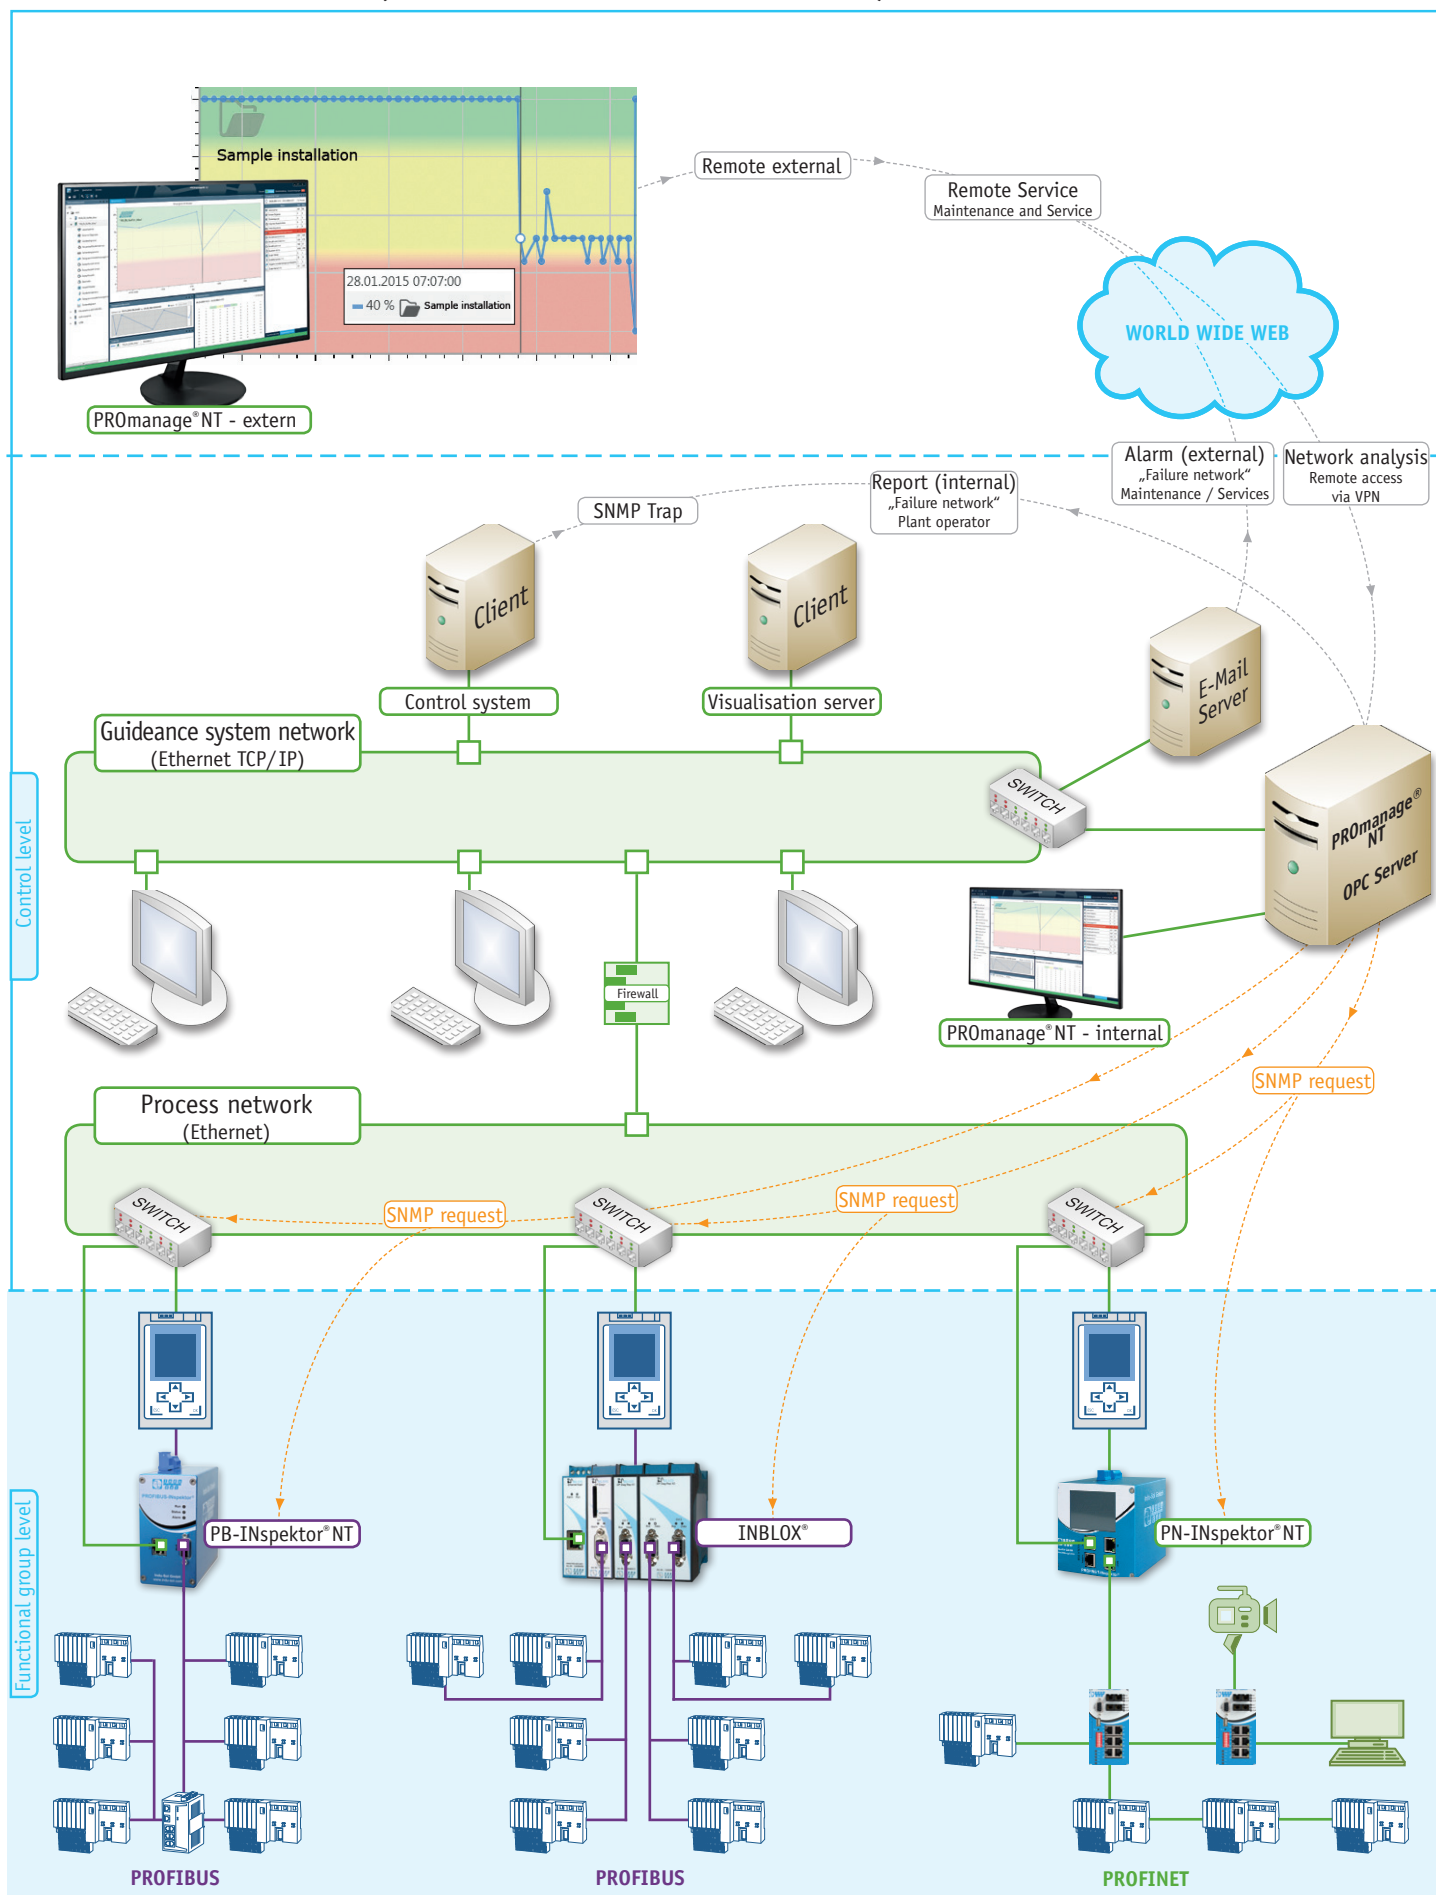 Sample installation
28.01.2015 07:07:00
40 % Sample installation
PROmanage® NT - extern
Remote external
Remote Service
Maintenance and Service
WORLD WIDE WEB
Alarm (external)
„Failure network“
Maintenance / Services
Network analysis
Remote access
via VPN
Report (internal)
„Failure network“
Plant operator
SNMP Trap
Client
Client
E-Mail
Server
Control system
Visualisation server
Guideance system network
(Ethernet TCP/IP)
SWITCH
PROmanage®
NT
OPC Server
Control level
Firewall
PROmanage® NT - internal
SNMP request
Process network
(Ethernet)
SWITCH
SNMP request
SWITCH
SNMP request
SWITCH
Functional group level
PROFIBUS-INspektor®
PB-INspektor® NT
INBLOX®
PN-INspektor® NT
PROFIBUS
PROFIBUS
PROFINET